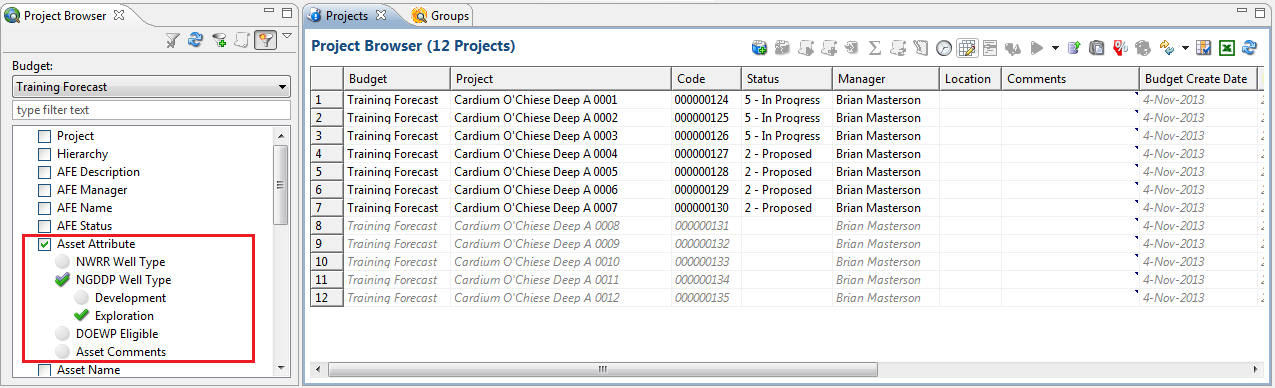 Project Browser
Budget:
Training Forecast
type filter text
Project
Hierarchy
AFE Description
AFE Manager
AFE Name
AFE Status
Asset Attribute
NWRR Well Type
NGDDP Well Type
Development
Exploration
DOEWP Eligible
Asset Comments
Asset Name
Projects Groups
Project Browser (12 Projects)
Budget Project Code Status Manager Location Comments Budget Create Date
1 Training Forecast Cardium O'Chiese Deep A 0001 000000124 5 - In Progress Brian Masterson 4-Nov-2013
2 Training Forecast Cardium O'Chiese Deep A 0002 000000125 5 - In Progress Brian Masterson 4-Nov-2013
3 Training Forecast Cardium O'Chiese Deep A 0003 000000126 5 - In Progress Brian Masterson 4-Nov-2013
4 Training Forecast Cardium O'Chiese Deep A 0004 000000127 2 - Proposed Brian Masterson 4-Nov-2013
5 Training Forecast Cardium O'Chiese Deep A 0005 000000128 2 - Proposed Brian Masterson 4-Nov-2013
6 Training Forecast Cardium O'Chiese Deep A 0006 000000129 2 - Proposed Brian Masterson 4-Nov-2013
7 Training Forecast Cardium O'Chiese Deep A 0007 000000130 2 - Proposed Brian Masterson 4-Nov-2013
8 Training Forecast Cardium O'Chiese Deep A 0008 000000131 Brian Masterson 4-Nov-2013
9 Training Forecast Cardium O'Chiese Deep A 0009 000000132 Brian Masterson 4-Nov-2013
10 Training Forecast Cardium O'Chiese Deep A 0010 000000133 Brian Masterson 4-Nov-2013
11 Training Forecast Cardium O'Chiese Deep A 0011 000000134 Brian Masterson 4-Nov-2013
12 Training Forecast Cardium O'Chiese Deep A 0012 000000135 Brian Masterson 4-Nov-2013